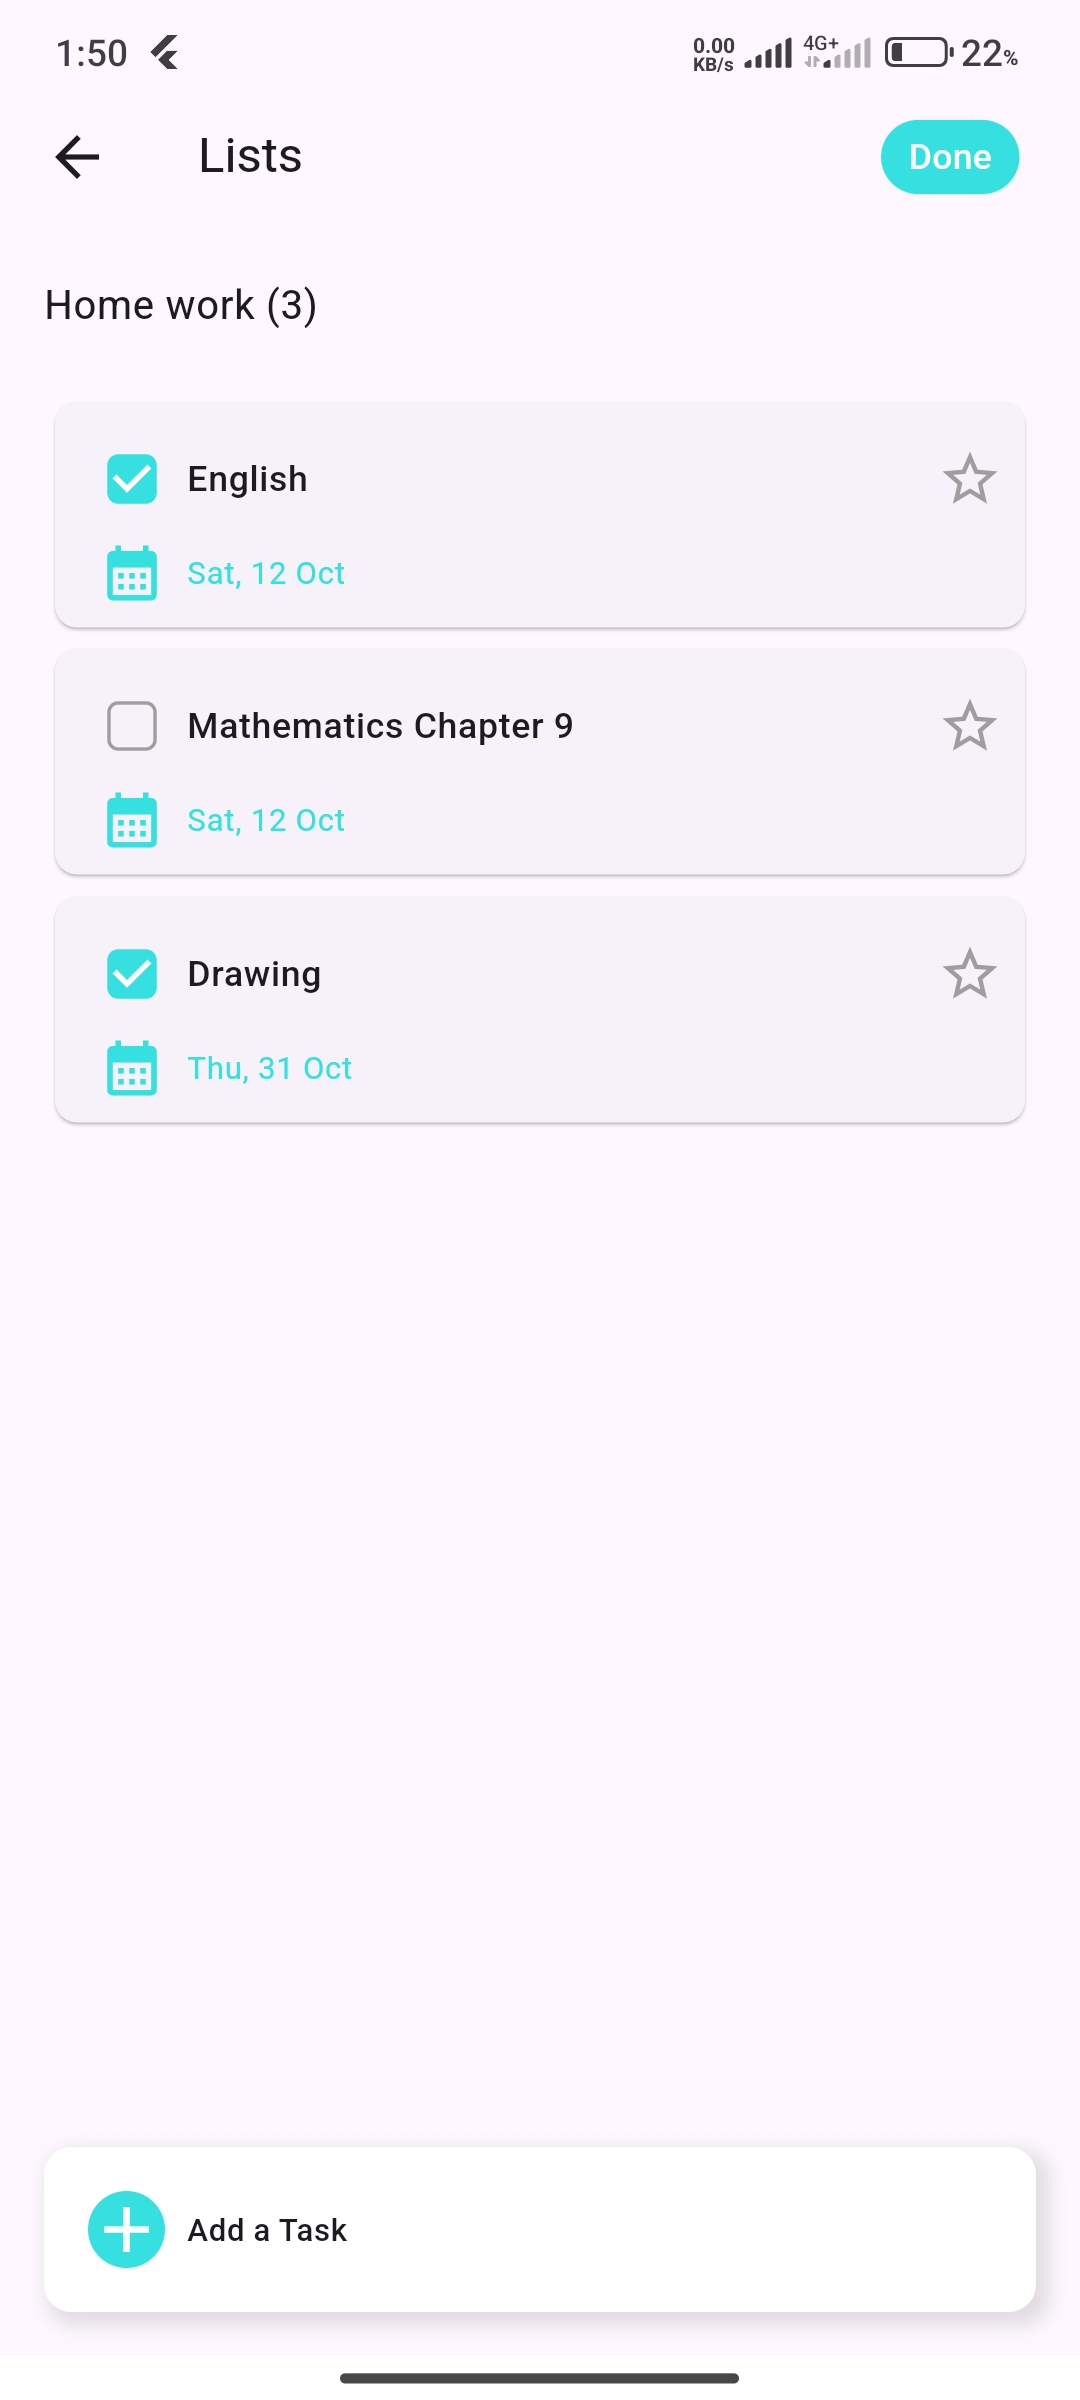 1:50
0.00
KB/s
4G+
22%
Lists
Done
Home work (3)
English
Sat, 12 Oct
Mathematics Chapter 9
Sat, 12 Oct
Drawing
Thu, 31 Oct
Add a Task